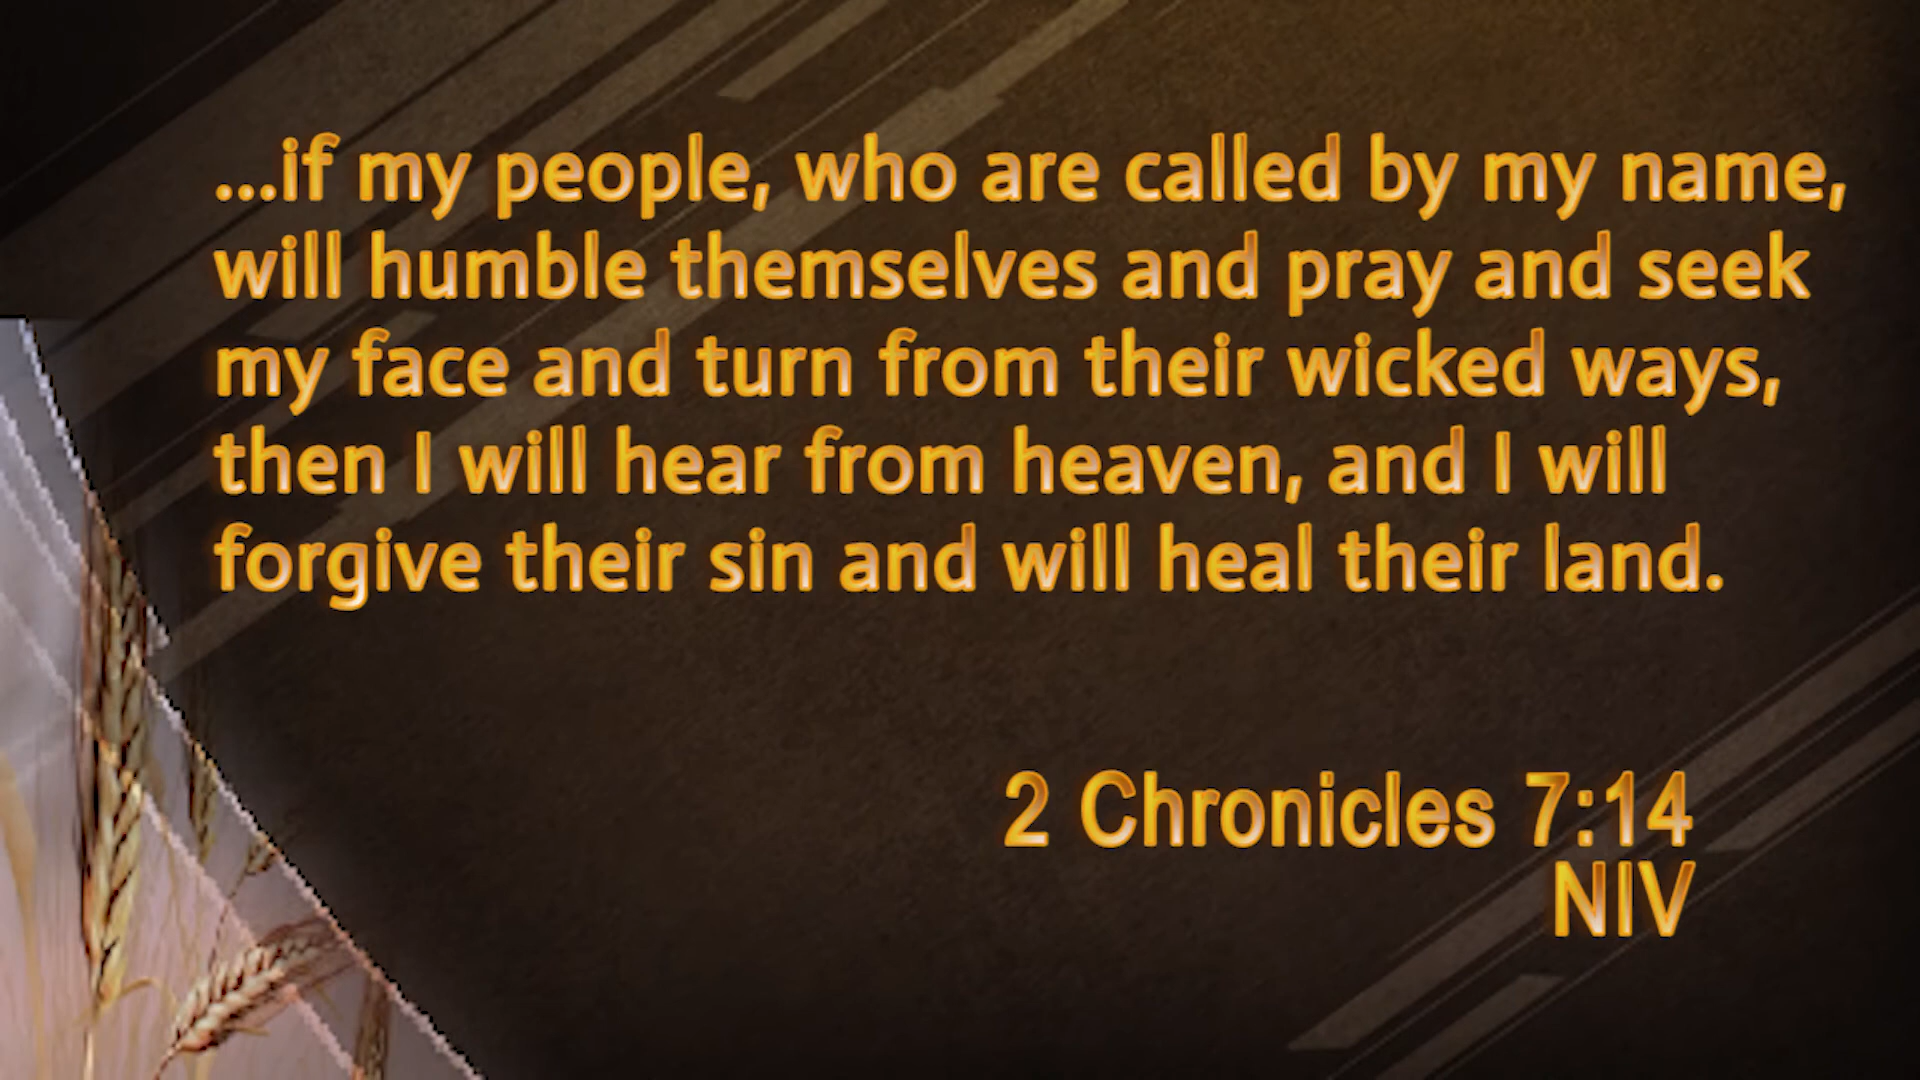 ...if my people, who are called by my name,
will humble themselves and pray and seek
my face and turn from their wicked ways,
then I will hear from heaven, and I will
forgive their sin and will heal their land.
2 Chronicles 7:14
NIV